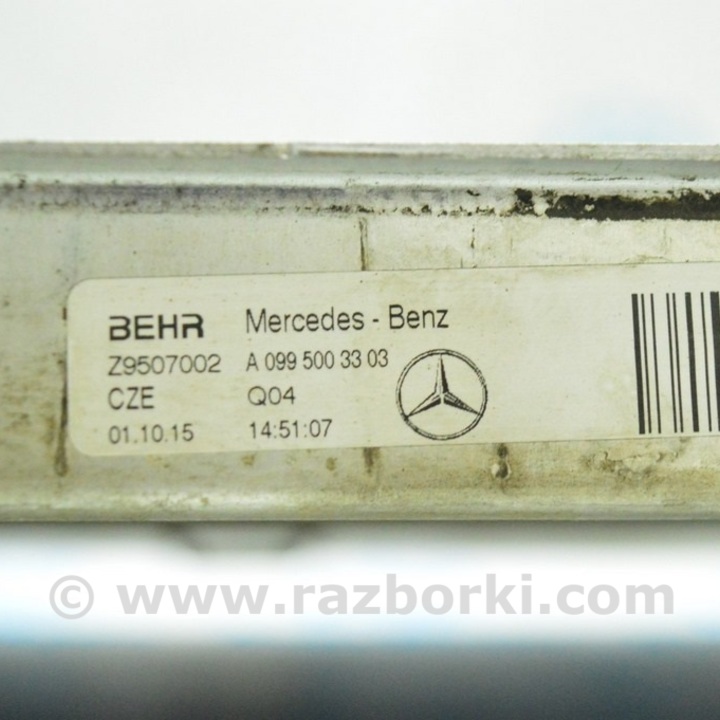 BEHR Mercedes - Benz
Z9507002 A 099 500 33 03
CZE Q04
01.10.15 14:51:07
© www.razborki.com